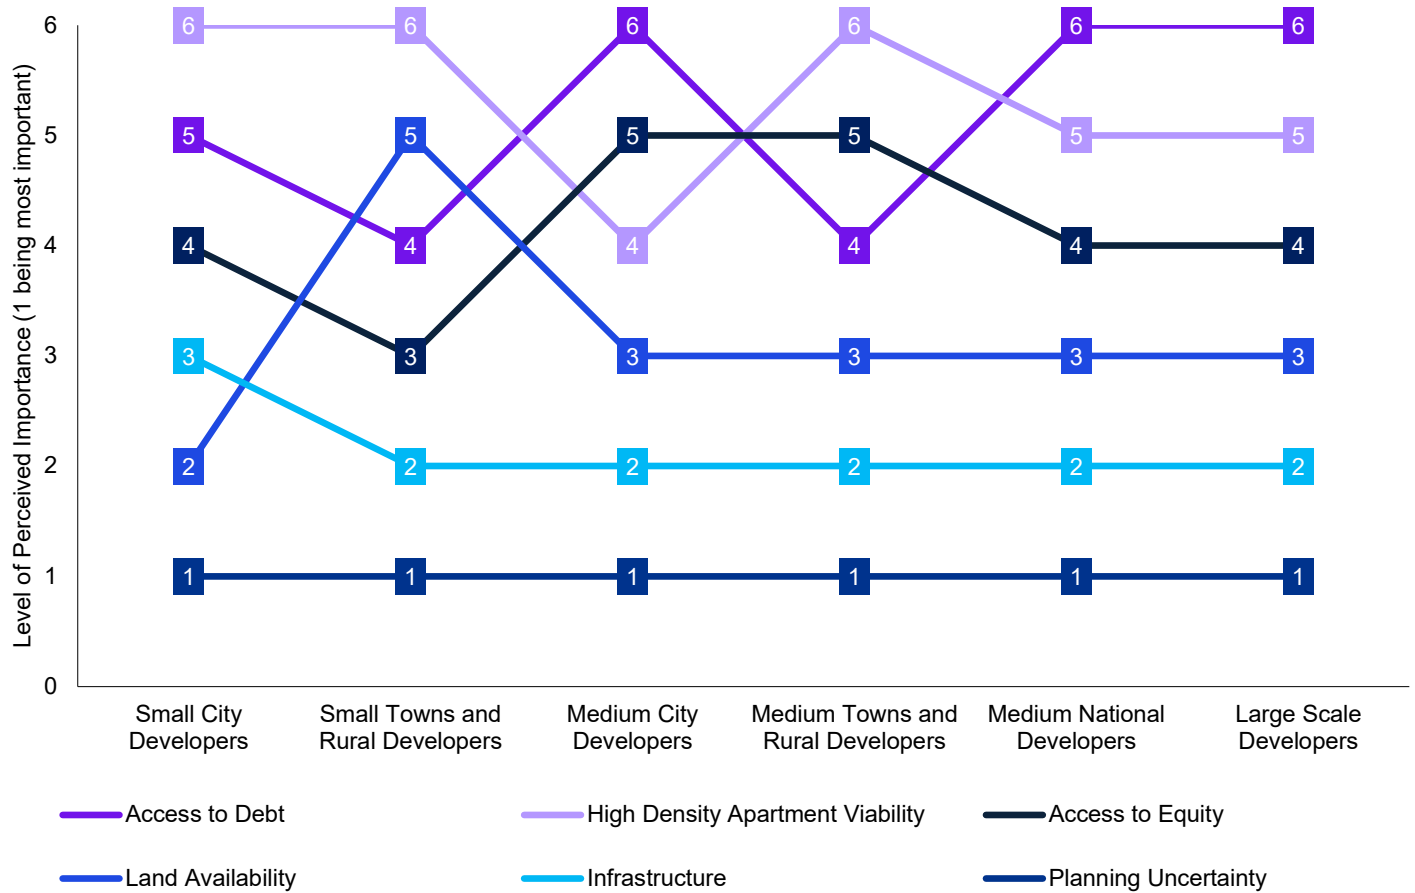 Level of Perceived Importance (1 being most important)
6
5
4
3
2
1
0
6 6 6 6 6 6
5 5 5 5 5 5
4 4 4 4 4 4
3 3 3 3 3 3
2 2 2 2 2 2
1 1 1 1 1 1
Small City
Developers
Small Towns and
Rural Developers
Medium City
Developers
Medium Towns and
Rural Developers
Medium National
Developers
Large Scale
Developers
Access to Debt
High Density Apartment Viability
Access to Equity
Land Availability
Infrastructure
Planning Uncertainty